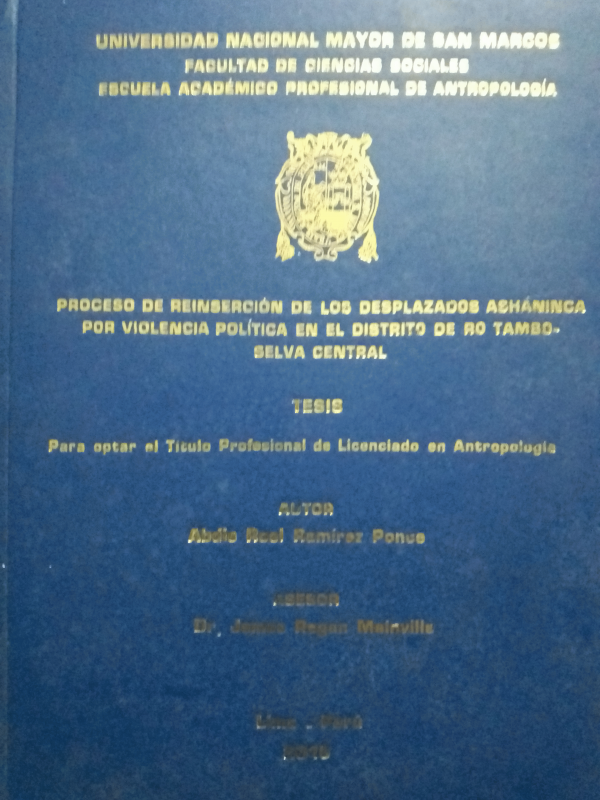 UNIVERSIDAD NACIONAL MAYOR DE SAN MARCOS
FACULTAD DE CIENCIAS SOCIALES
ESCUELA ACADÉMICO PROFESIONAL DE ANTROPOLOGÍA
PROCESO DE REINSERCIÓN DE LOS DESPLAZADOS ASHÁNINCA
POR VIOLENCIA POLÍTICA EN EL DISTRITO DE RO TAMBO-
SELVA CENTRAL
TESIS
Para optar el Título Profesional de Licenciado en Antropología
AUTOR
Ramírez Ponce
ASESOR
Dr. James Regan Mainville
Lima - Perú